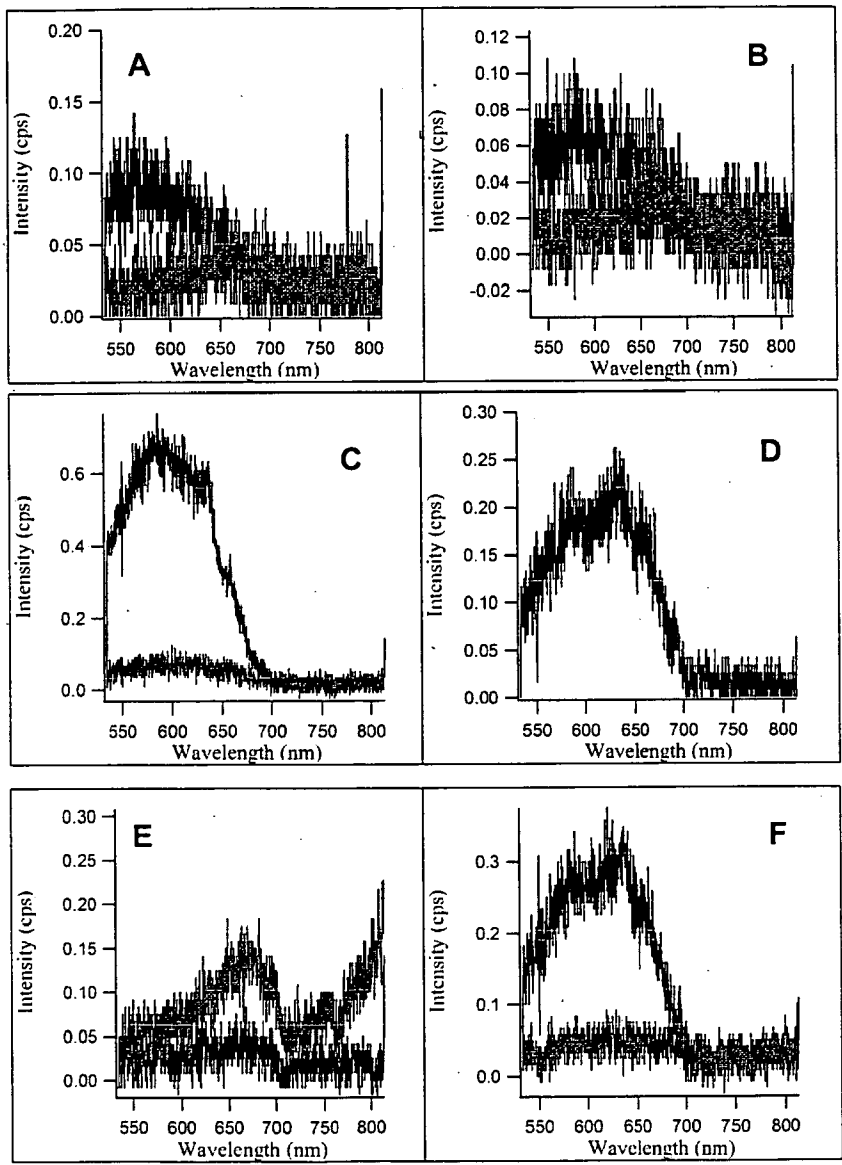 A
Intensity (cps)
0.20
0.15
0.10
0.05
0.00
550 600 650 700 750 800
Wavelength (nm)
B
Intensity (cps)
0.12
0.10
0.08
0.06
0.04
0.02
0.00
-0.02
550 600 650 700 750 800
Wavelength (nm)
C
Intensity (cps)
0.6
0.4
0.2
0.0
550 600 650 700 750 800
Wavelength (nm)
D
Intensity (cps)
0.30
0.25
0.20
0.15
0.10
0.05
0.00
550 600 650 700 750 800
Wavelength (nm)
E
Intensity (cps)
0.30
0.25
0.20
0.15
0.10
0.05
0.00
550 600 650 700 750 800
Wavelength (nm)
F
Intensity (cps)
0.3
0.2
0.1
0.0
550 600 650 700 750 800
Wavelength (nm)